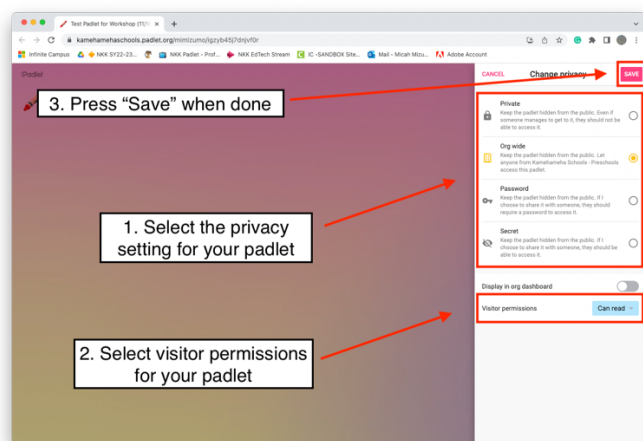 Test Padlet for Workshop (11/
kamehamehaschools.padlet.org/mimizumo/igzyb45j7dnjvf0r
Infinite Campus
NKK SY22-23...
NKK Padlet - Prof...
NKK EdTech Stream
IC -SANDBOX Site...
Mail - Micah Mizu...
Adobe Account
Padlet
CANCEL
Change privacy
SAVE
3. Press “Save” when done
Private
Keep the padlet hidden from the public. Even if
someone manages to get to it, they should not be
able to access it.
Org wide
Keep the padlet hidden from the public. Let
anyone from Kamehameha Schools - Preschools
access this padlet.
Password
Keep the padlet hidden from the public. If I
choose to share it with someone, they should
require a password to access it.
Secret
Keep the padlet hidden from the public. If I
choose to share it with someone, they should be
able to access it.
1. Select the privacy
setting for your padlet
Display in org dashboard
Visitor permissions
Can read
2. Select visitor permissions
for your padlet